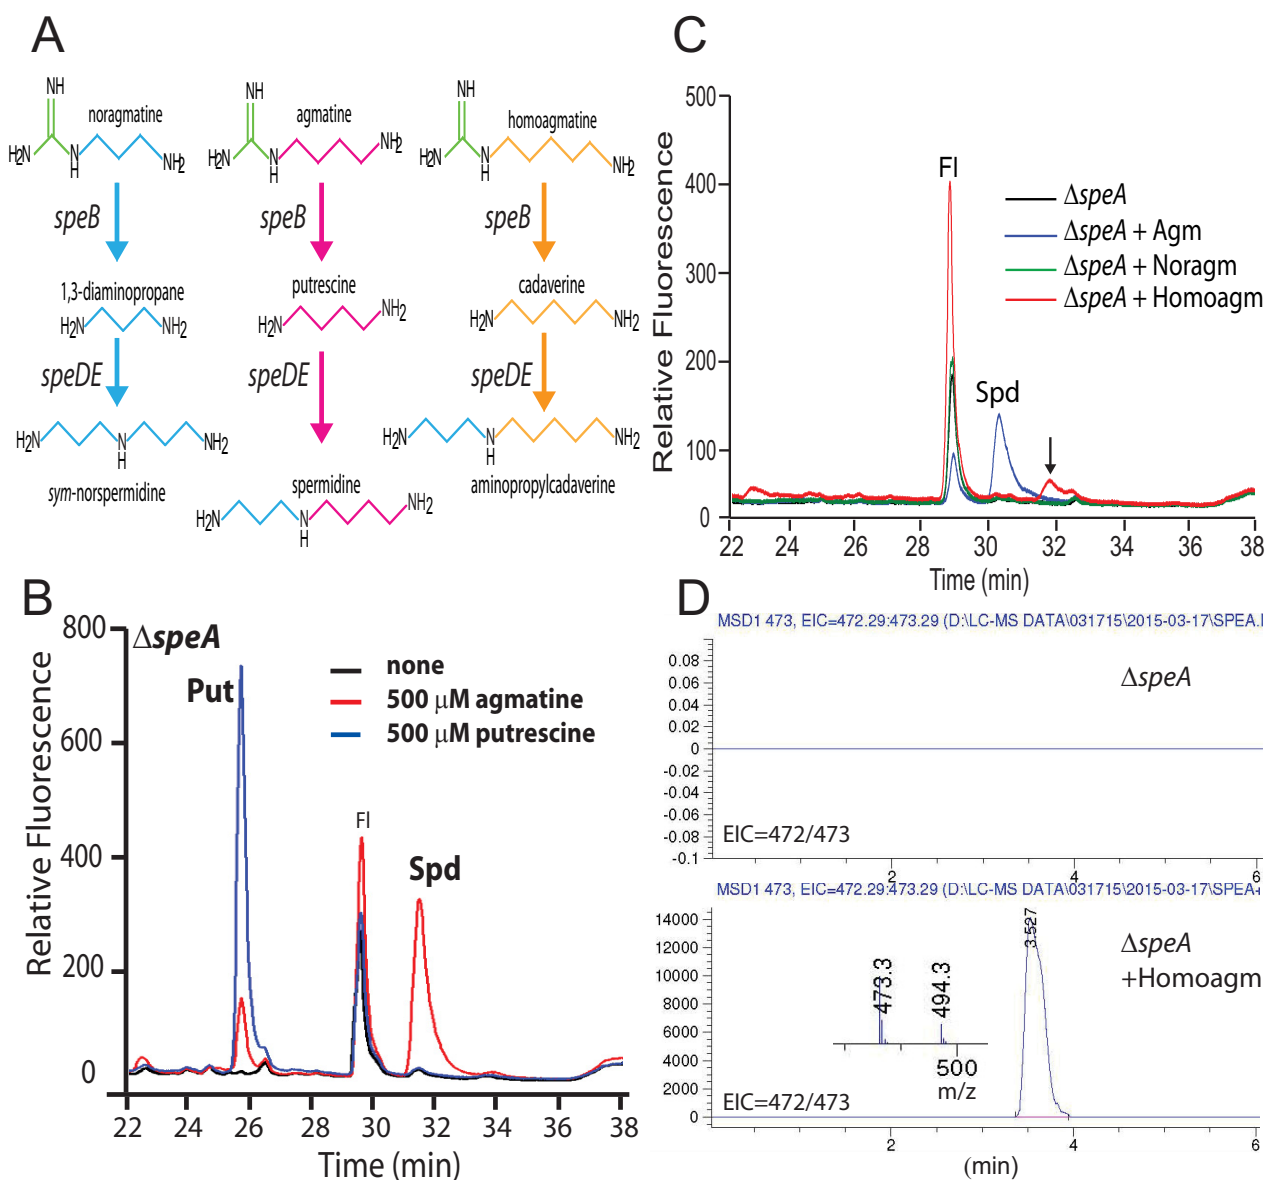 A
NH
NH
NH
noragmatine
agmatine
homoagmatine
H2N
N
H
NH2
H2N
N
H
NH2
H2N
N
H
NH2
speB
speB
speB
1,3-diaminopropane
putrescine
cadaverine
H2N
NH2
H2N
NH2
H2N
NH2
speDE
speDE
speDE
H2N
N
H
NH2
H2N
N
H
NH2
sym-norspermidine
spermidine
aminopropylcadaverine
H2N
N
H
NH2
B
800
600
400
200
0
Relative Fluorescence
ΔspeA
Put
Fl
Spd
none
500 μM agmatine
500 μM putrescine
22 24 26 28 30 32 34 36 38
Time (min)
C
500
400
300
200
100
0
Relative Fluorescence
Fl
Spd
ΔspeA
ΔspeA + Agm
ΔspeA + Noragm
ΔspeA + Homoagm
22 24 26 28 30 32 34 36 38
Time (min)
D
MSD1 473, EIC=472.29:473.29 (D:\LC-MS DATA\031715\2015-03-17\SPEA.
0.08
0.06
0.04
0.02
0
-0.02
-0.04
-0.06
-0.08
-0.1
ΔspeA
EIC=472/473
2 4 6
MSD1 473, EIC=472.29:473.29 (D:\LC-MS DATA\031715\2015-03-17\SPEA
14000
12000
10000
8000
6000
4000
2000
0
3.527
ΔspeA
+Homoagm
473.3
494.3
500
m/z
EIC=472/473
2 4 6
(min)